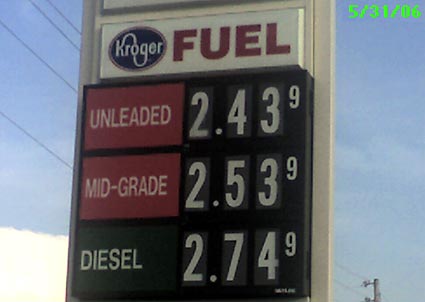 5/31/06
Kroger FUEL
UNLEADED 2.43 9
MID-GRADE 2.53 9
DIESEL 2.74 9